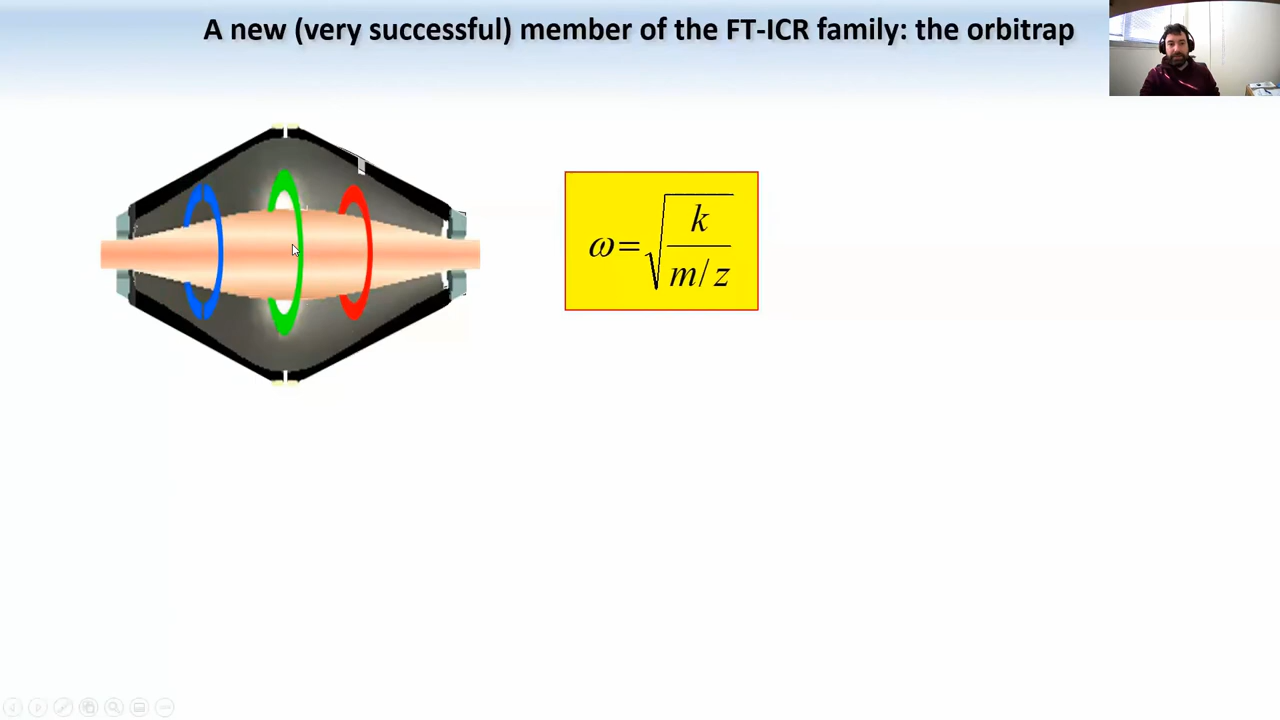 A new (very successful) member of the FT-ICR family: the orbitrap
ω=√k/m/z